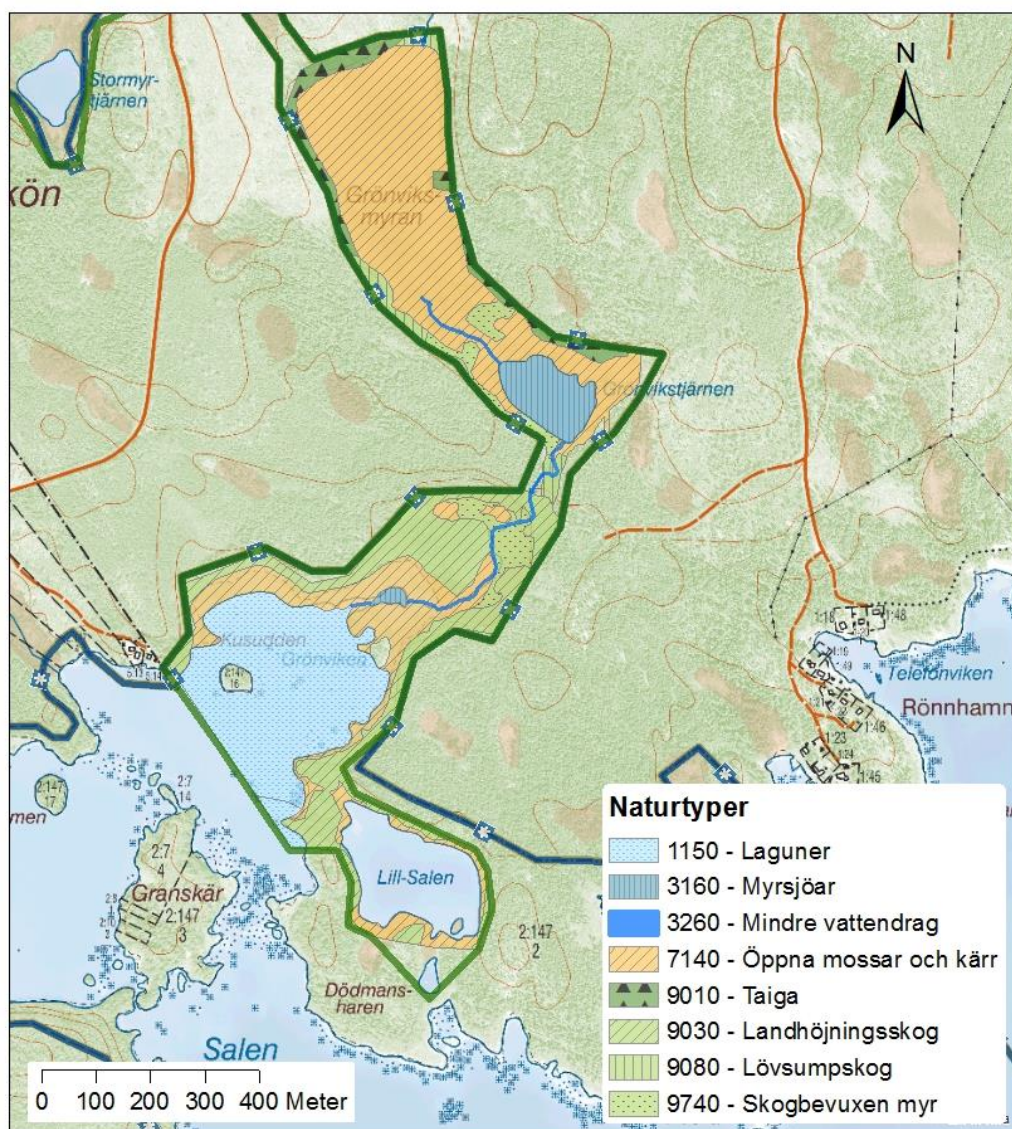 N
Stormyr-
tjärnen
kön
Grönviks-
myran
Grönvikstjärnen
Kusudden
Grönviken
2:147
16
1:18
1:48
Telefonviken
Rönnhamn
1:46
1:23
1:24
1:45
2:147
17
men
2:7
14
2:7
4
Granskär
2:147
3
Lill-Salen
2:147
2
Dödmans-
haren
Salen
0 100 200 300 400 Meter
Naturtyper
1150 - Laguner
3160 - Myrsjöar
3260 - Mindre vattendrag
7140 - Öppna mossar och kärr
9010 - Taiga
9030 - Landhöjningsskog
9080 - Lövsumpskog
9740 - Skogbevuxen myr